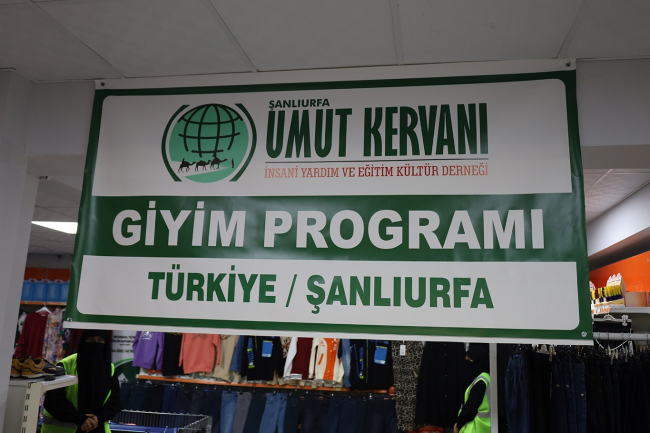 ŞANLIURFA
UMUT KERVANI
İNSANİ YARDIM VE EĞİTİM KÜLTÜR DERNEĞİ
GİYİM PROGRAMI
TÜRKİYE / ŞANLIURFA